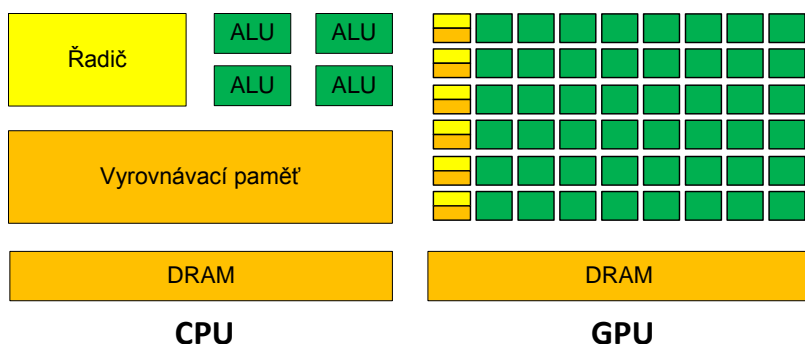 Řadič
ALU ALU
ALU ALU
Vyrovnávací paměť
DRAM
CPU
DRAM
GPU